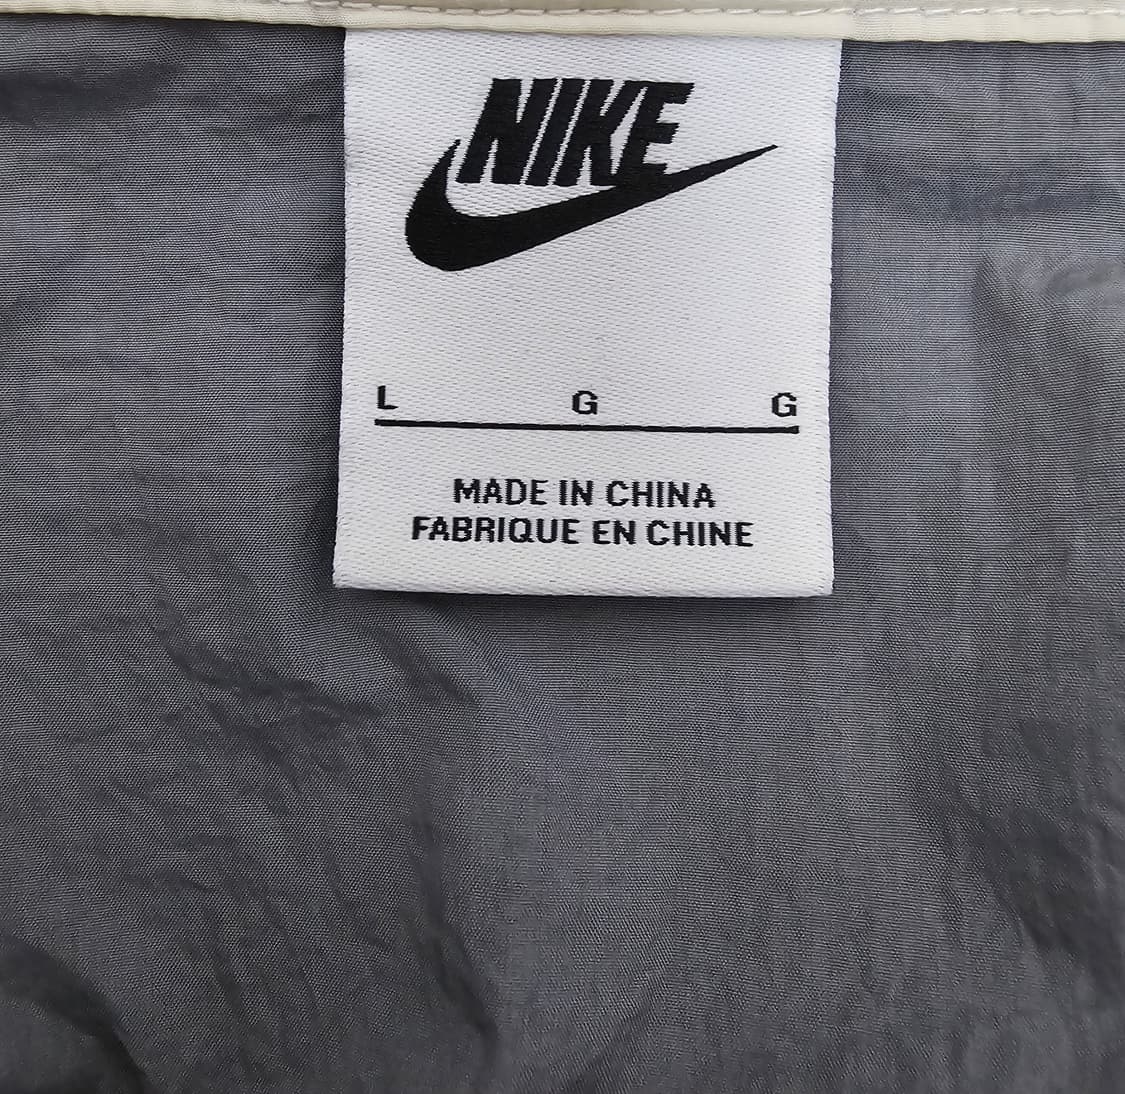 NIKE
L G G
MADE IN CHINA
FABRIQUE EN CHINE